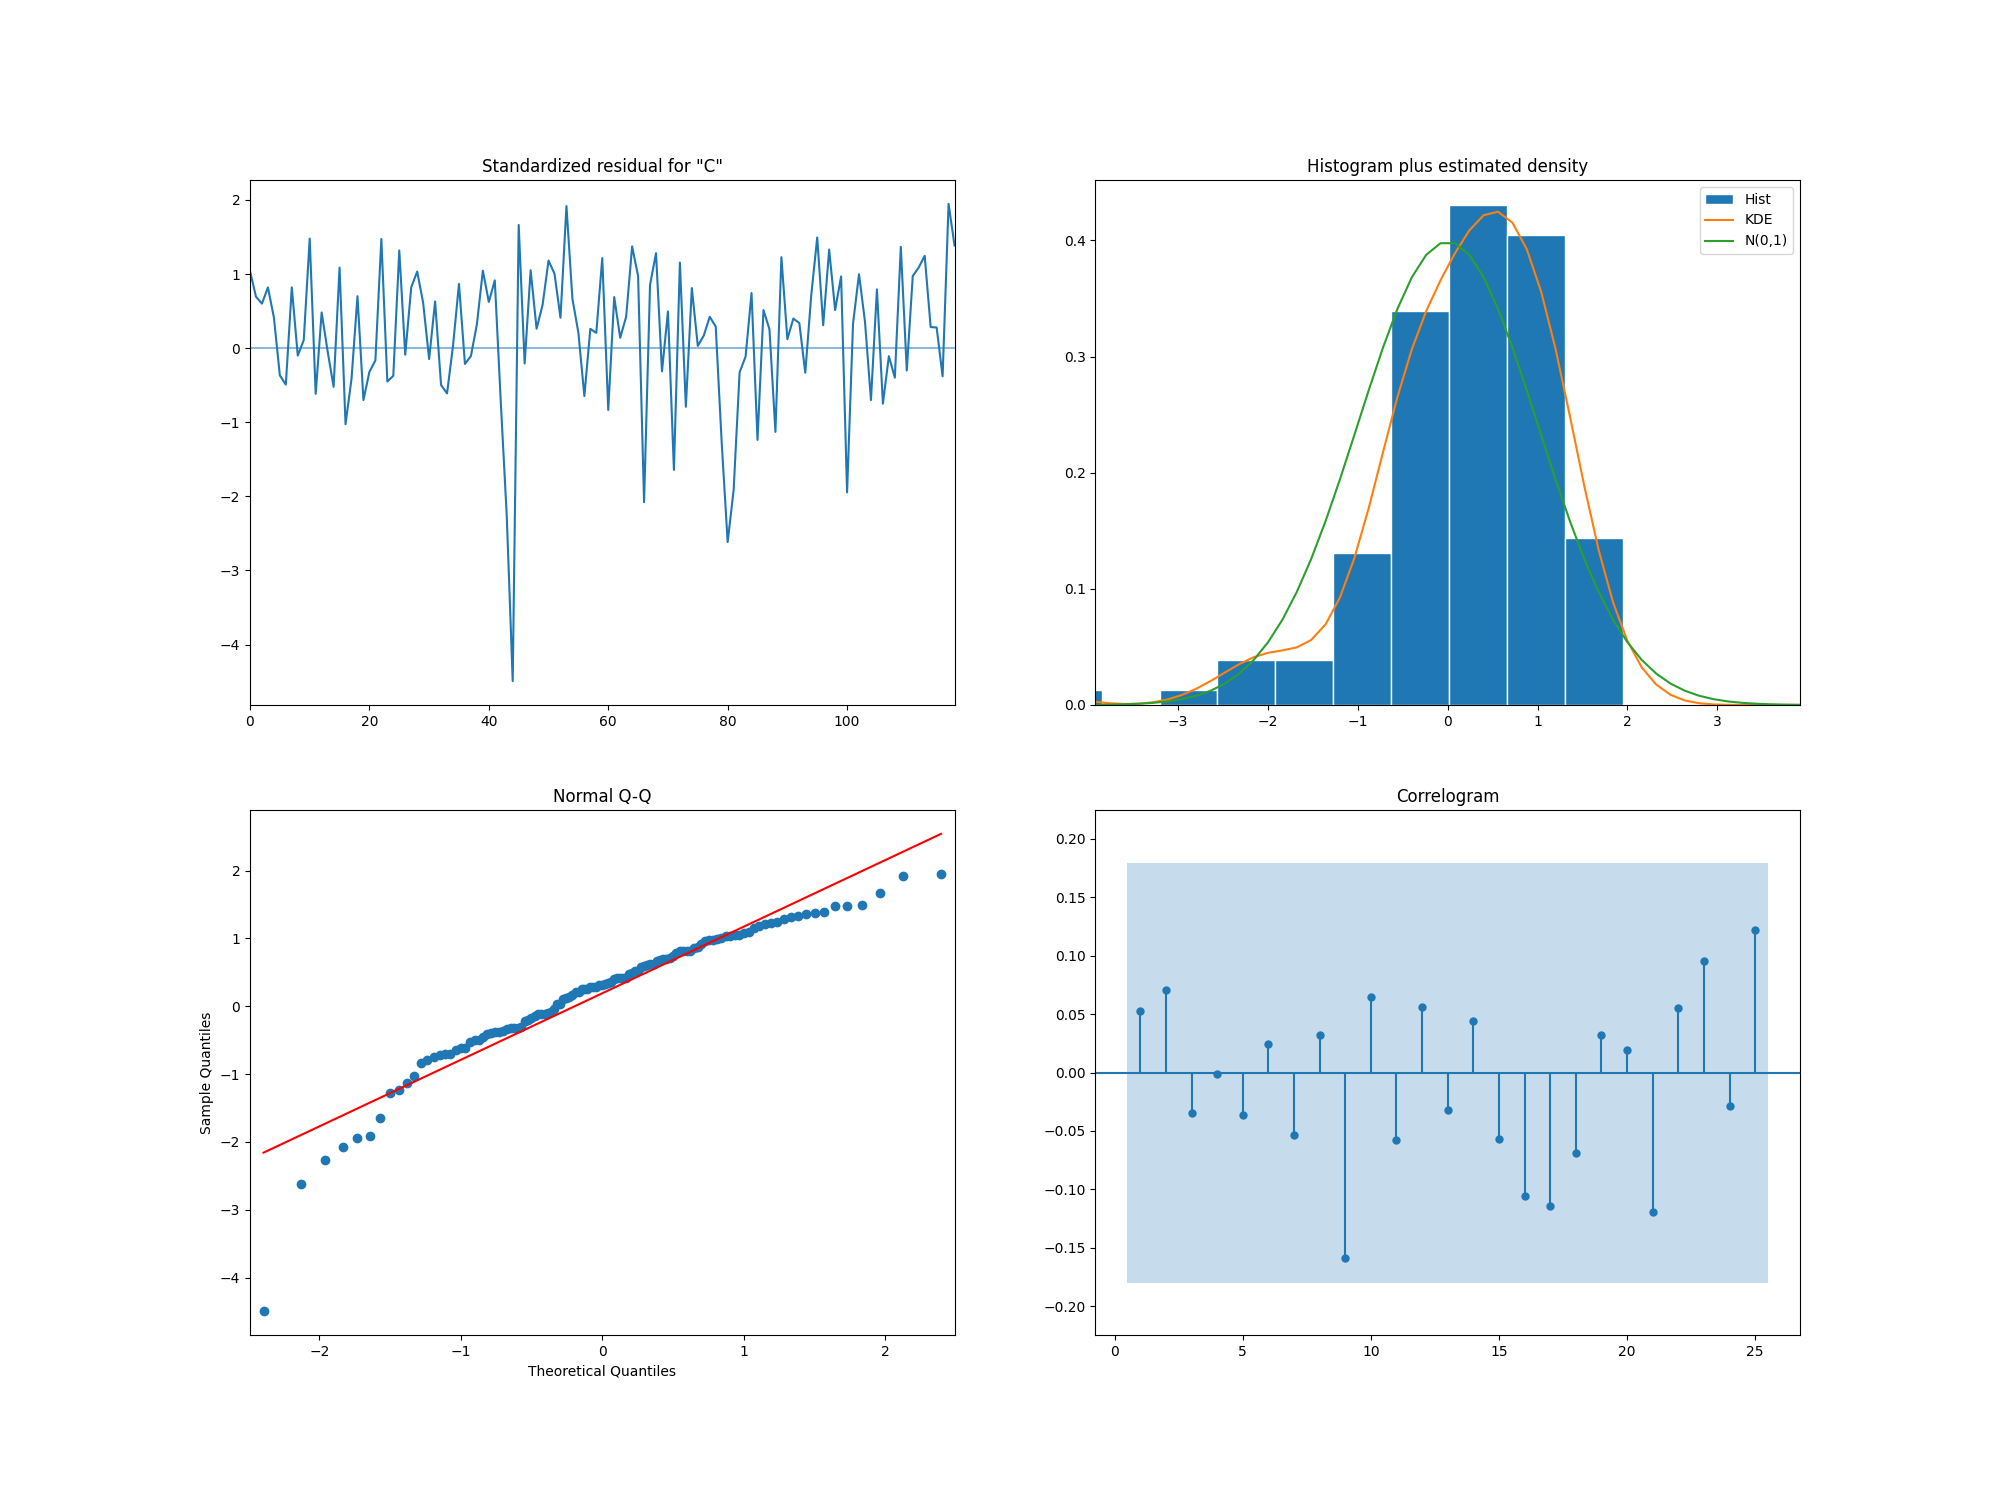 Standardized residual for "C"
2
1
0
−1
−2
−3
−4
0 20 40 60 80 100
Histogram plus estimated density
Hist
KDE
N(0,1)
0.4
0.3
0.2
0.1
0.0
−3 −2 −1 0 1 2 3
Normal Q-Q
Sample Quantiles
2
1
0
−1
−2
−3
−4
−2 −1 0 1 2
Theoretical Quantiles
Correlogram
0.20
0.15
0.10
0.05
0.00
−0.05
−0.10
−0.15
−0.20
0 5 10 15 20 25